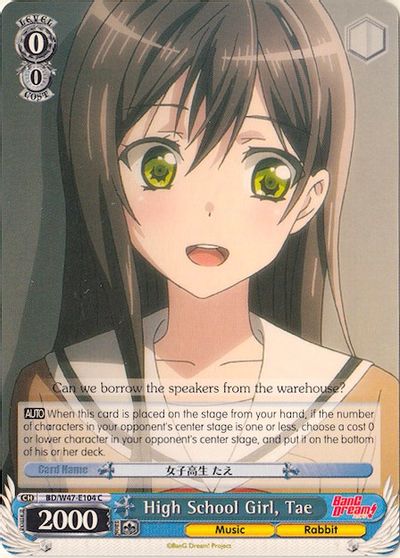 LEVEL
0
0
COST
Can we borrow the speakers from the warehouse?
AUTO When this card is placed on the stage from your hand, if the number
of characters in your opponent's center stage is one or less, choose a cost 0
or lower character in your opponent's center stage, and put it on the bottom
of his or her deck.
Card Name 女子高生 たえ
CH BD/W47-E104 C
BanG Dream!
2000
High School Girl, Tae
Music Rabbit
©BanG Dream! Project